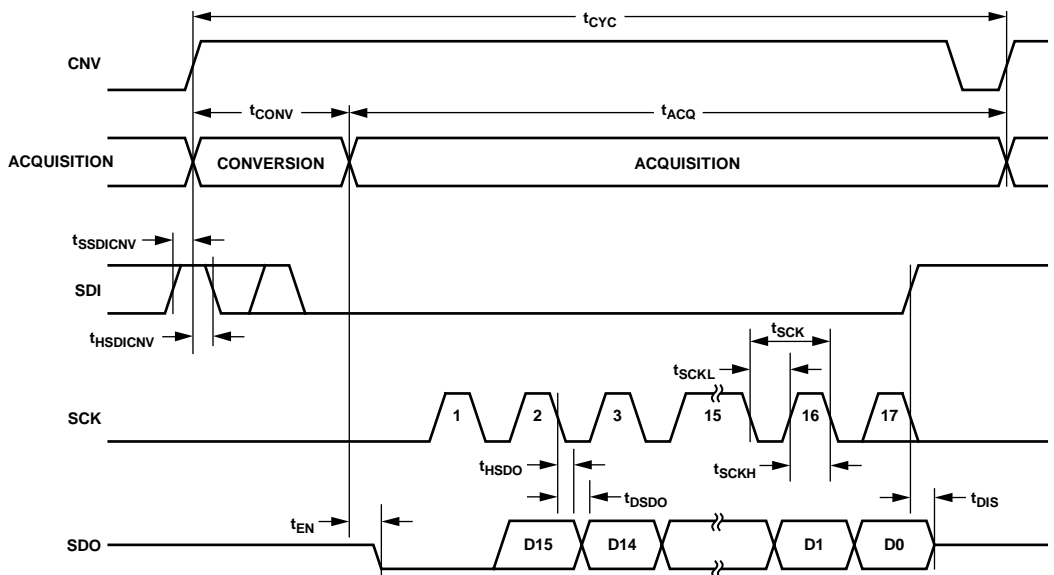 tCYC
CNV
tCONV
tACQ
ACQUISITION
CONVERSION
ACQUISITION
tSSDICNV
SDI
tHSDICNV
tSCK
tSCKL
SCK
1 2 3 15 16 17
tHSDO
tSCKH
tDSDO
tDIS
tEN
SDO
D15 D14 D1 D0